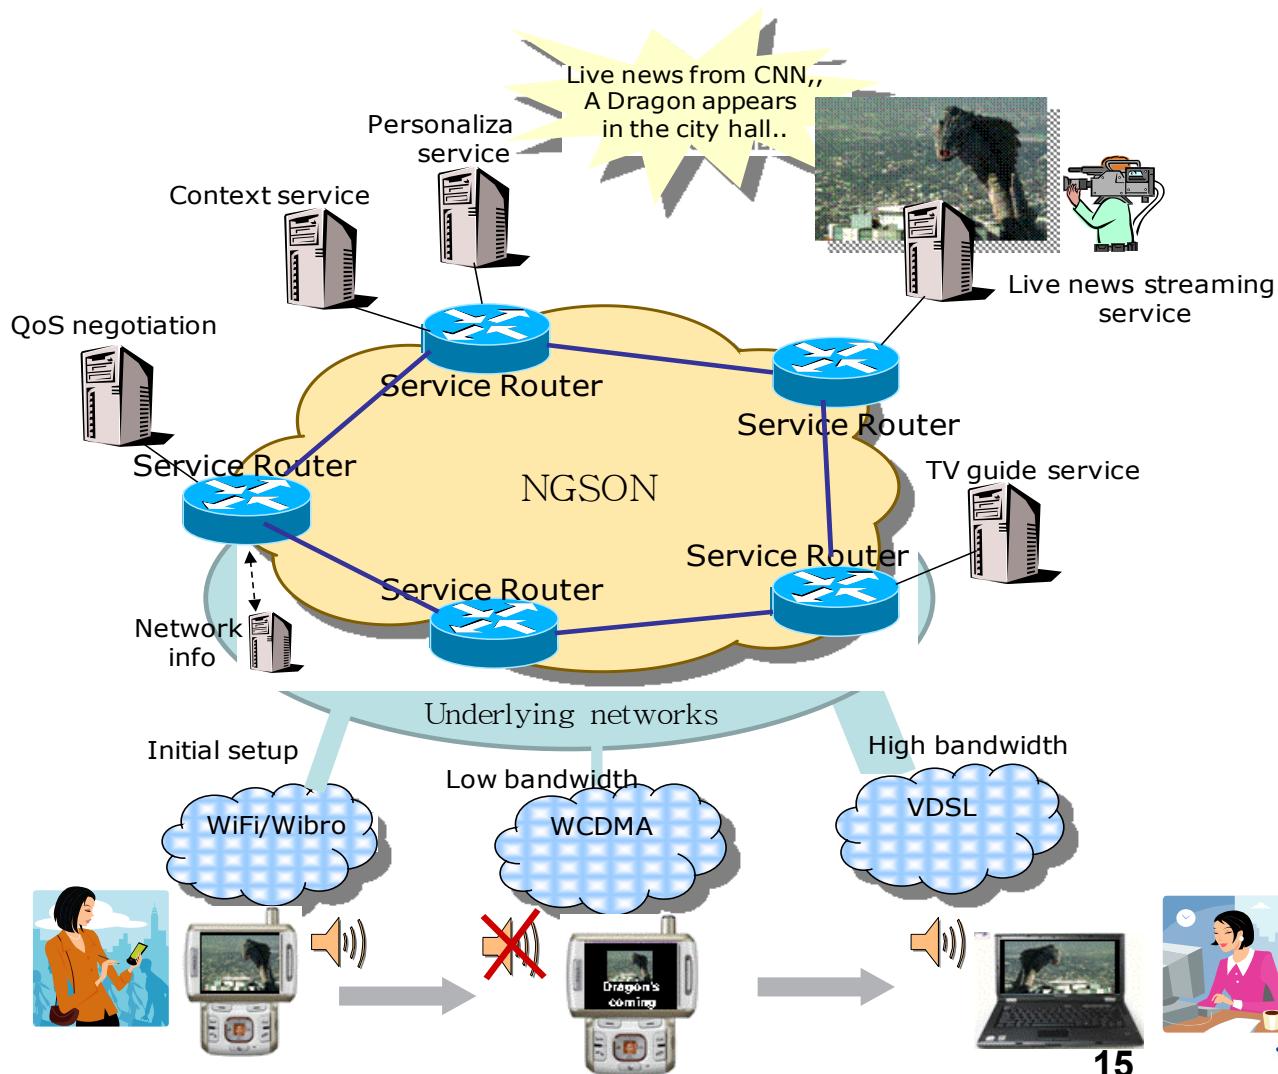 Live news from CNN,,
A Dragon appears
in the city hall..
Personaliza
service
Context service
QoS negotiation
Live news streaming
service
Service Router
Service Router
Service Router
TV guide service
NGSON
Service Router
Service Router
Network
info
Underlying networks
Initial setup
Low bandwidth
High bandwidth
WiFi/Wibro
WCDMA
VDSL
Dragon's
coming
15